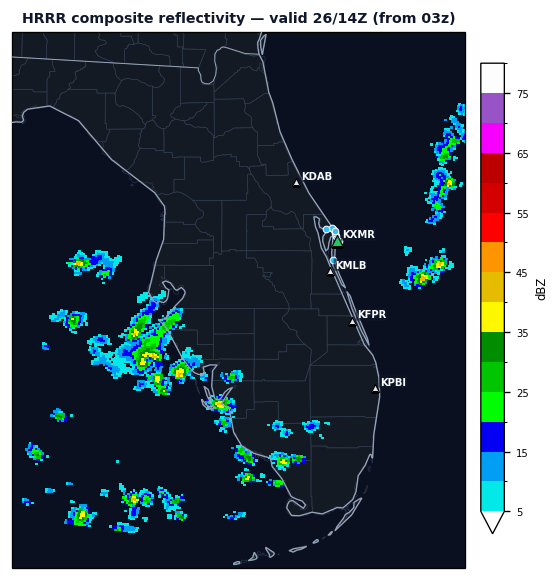 HRRR composite reflectivity — valid 26/14Z (from 03z)
KDAB
KXMR
KMLB
KFPR
KPBI
75
65
55
45
35
25
15
5
dBZ